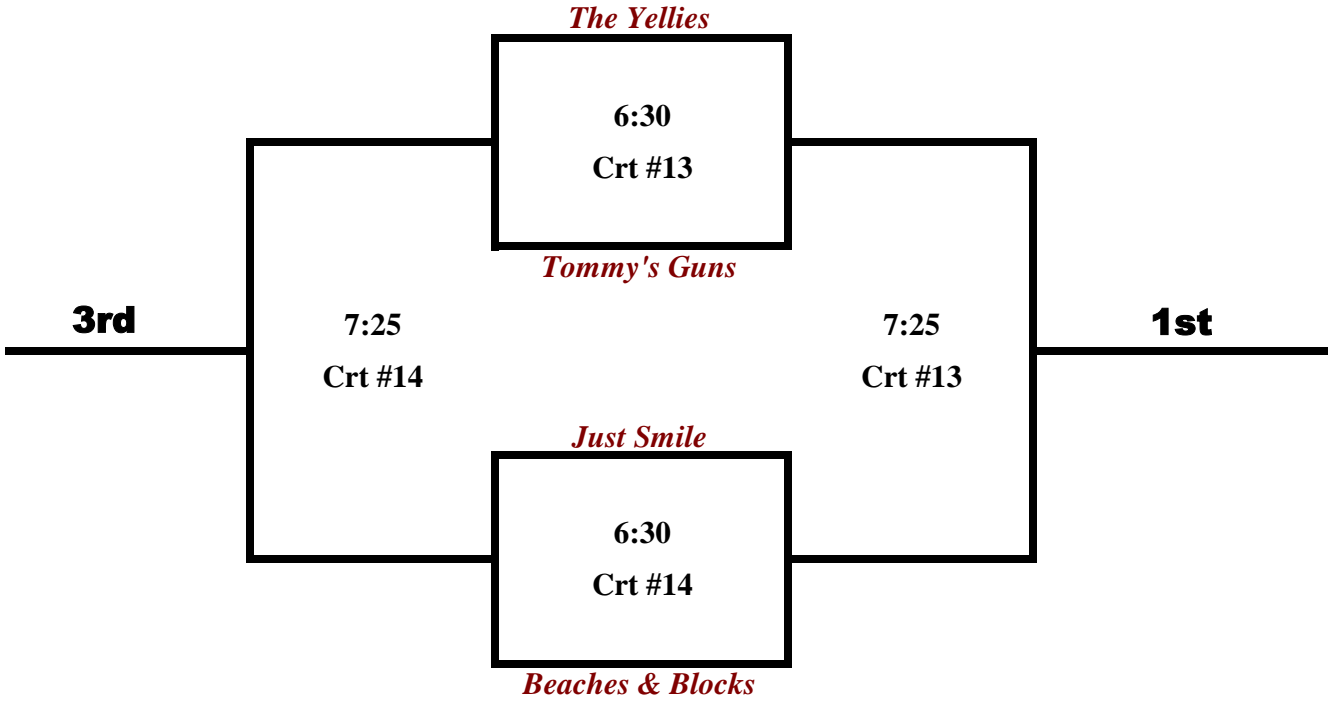 The Yellies
6:30
Crt #13
Tommy's Guns
3rd
7:25
Crt #14
7:25
Crt #13
1st
Just Smile
6:30
Crt #14
Beaches & Blocks